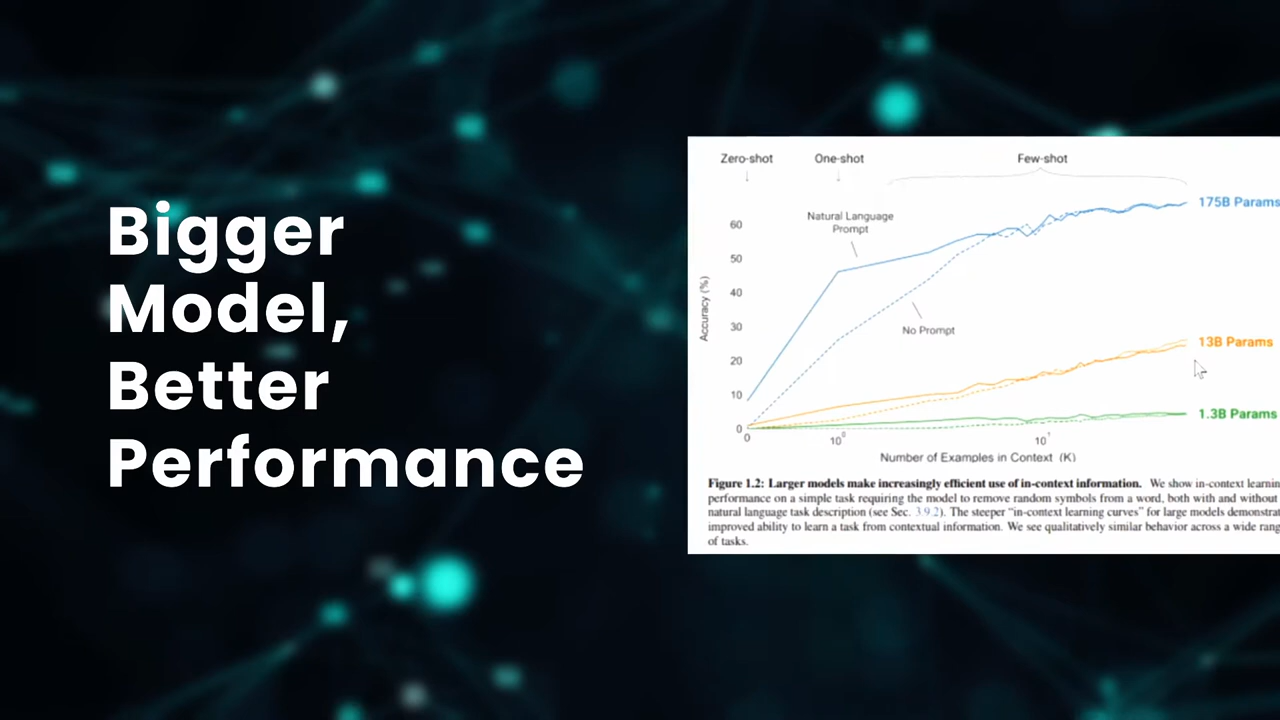 Bigger
Model,
Better
Performance
Zero-shot One-shot Few-shot
175B Params
Natural Language
Prompt
No Prompt
13B Params
1.3B Params
Accuracy (%)
60
50
40
30
20
10
0
0 10⁰ 10¹
Number of Examples in Context (K)
Figure 1.2: Larger models make increasingly efficient use of in-context information. We show in-context learnin
performance on a simple task requiring the model to remove random symbols from a word, both with and without
natural language task description (see Sec. 3.9.2). The steeper “in-context learning curves” for large models demonstrat
improved ability to learn a task from contextual information. We see qualitatively similar behavior across a wide rang
of tasks.